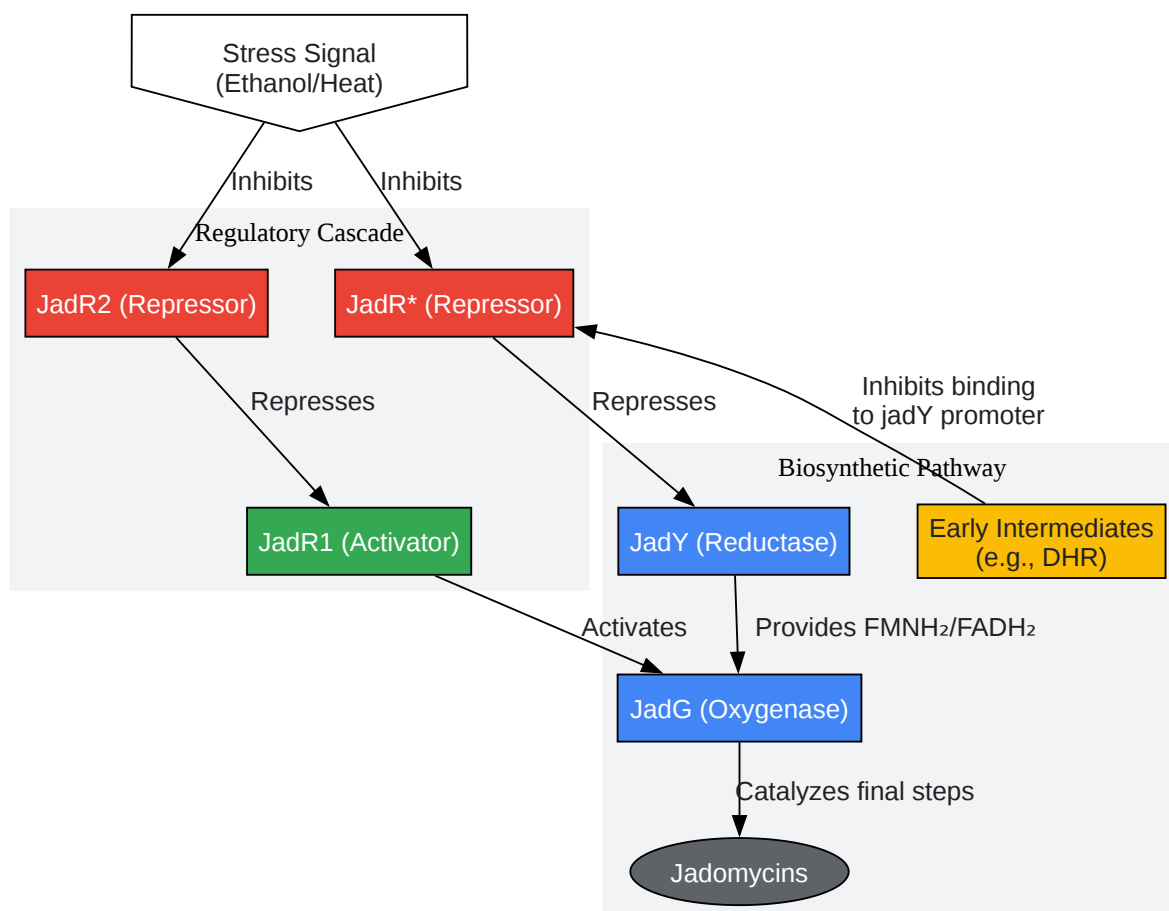 Stress Signal
(Ethanol/Heat)
Inhibits
Inhibits
Regulatory Cascade
JadR2 (Repressor)
JadR* (Repressor)
Represses
Represses
Inhibits binding
to jadY promoter
Biosynthetic Pathway
JadR1 (Activator)
JadY (Reductase)
Early Intermediates
(e.g., DHR)
Activates
Provides FMNH₂/FADH₂
JadG (Oxygenase)
Catalyzes final steps
Jadomycins